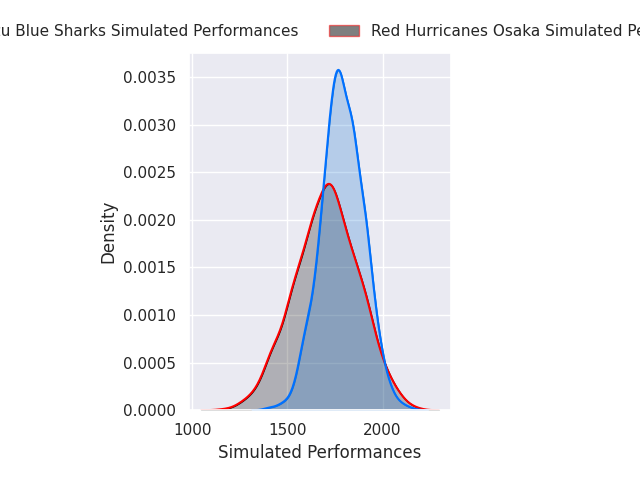 Blue Sharks Simulated Performances
Red Hurricanes Osaka Simulated
0.0035
0.0030
0.0025
0.0020
0.0015
0.0010
0.0005
0.0000
Density
1000 1500 2000
Simulated Performances